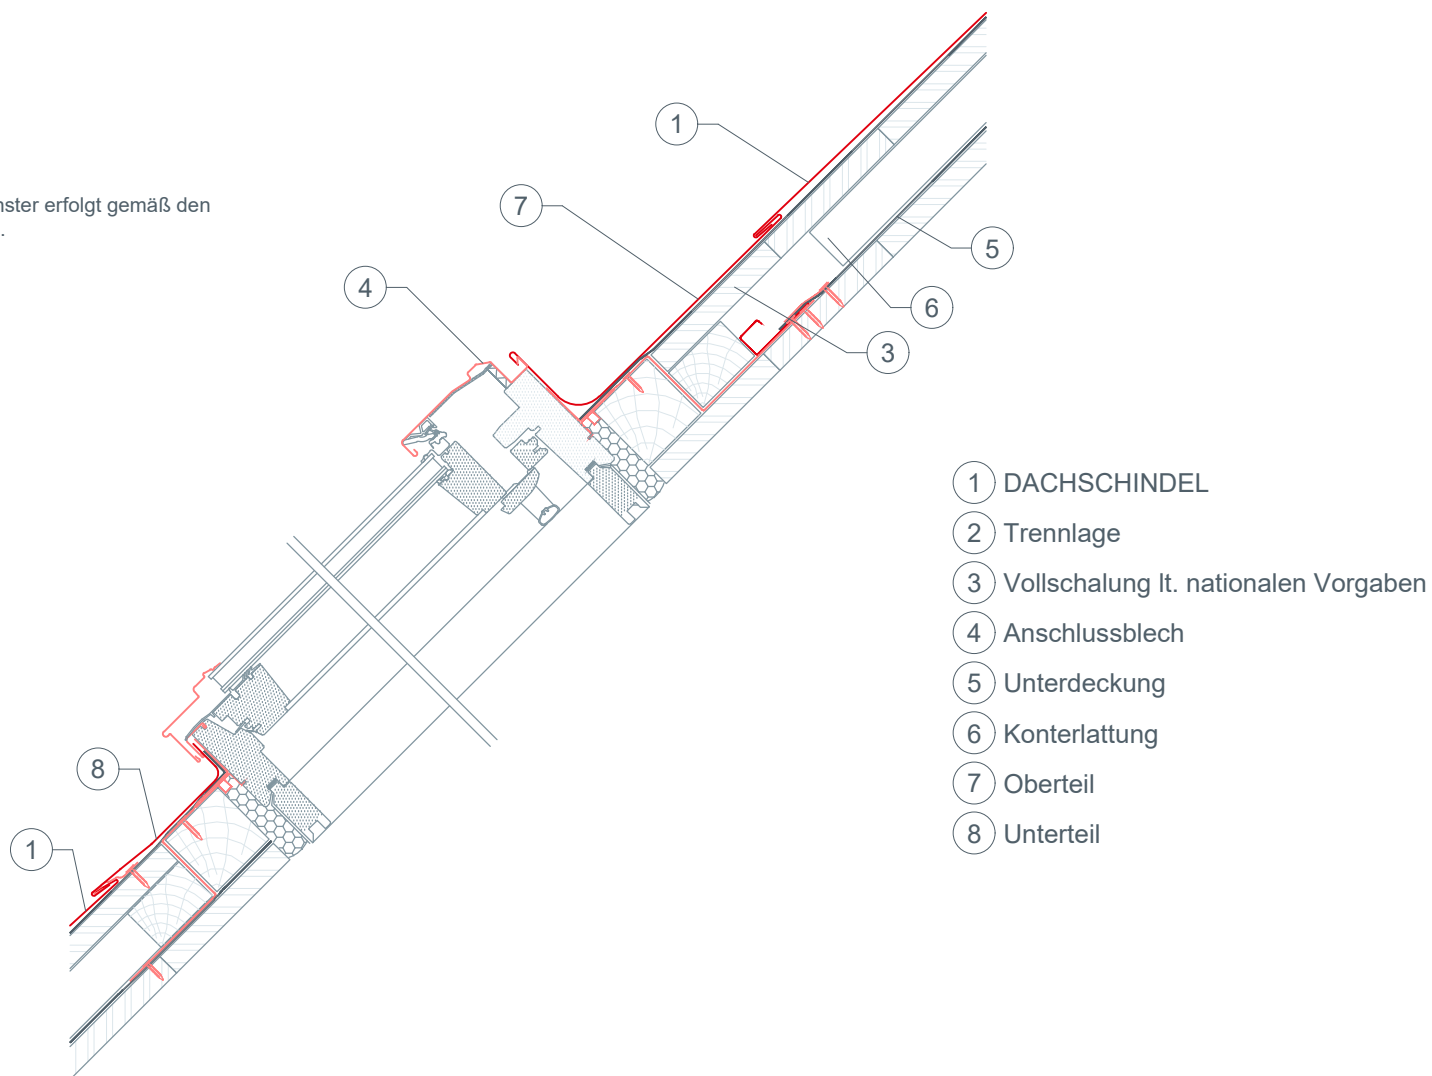 1
7
nster erfolgt gemäß den
.
5
4
6
3
1 DACHSCHINDEL
2 Trennlage
3 Vollschalung lt. nationalen Vorgaben
4 Anschlussblech
5 Unterdeckung
6 Konterlattung
7 Oberteil
8 Unterteil
8
1